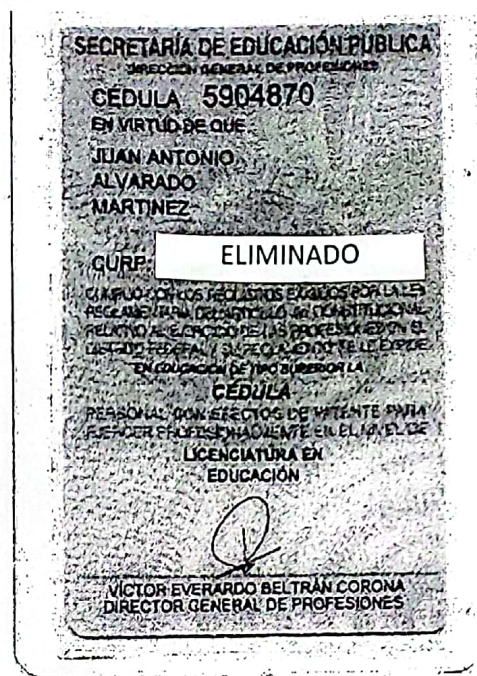 SECRETARÍA DE EDUCACIÓN PÚBLICA
DIRECCIÓN GENERAL DE PROFESIONES
CÉDULA 5904870
EN VIRTUD DE QUE
JUAN ANTONIO
ALVARADO
MARTINEZ
CURP ELIMINADO
CUMPLIÓ CON LOS REQUISITOS EXIGIDOS POR LA LEY
REGLAMENTARIA DEL ARTÍCULO 5o. CONSTITUCIONAL
RELATIVO AL EJERCICIO DE LAS PROFESIONES EN EL
DISTRITO FEDERAL Y SU REGLAMENTO SE LE EXPIDE
EN EDUCACIÓN DE TIPO SUPERIOR LA
CÉDULA
PERSONAL CON EFECTOS DE PATENTE PARA
EJERCER PROFESIONALMENTE EN EL NIVEL DE
LICENCIATURA EN
EDUCACIÓN
VÍCTOR EVERARDO BELTRÁN CORONA
DIRECTOR GENERAL DE PROFESIONES